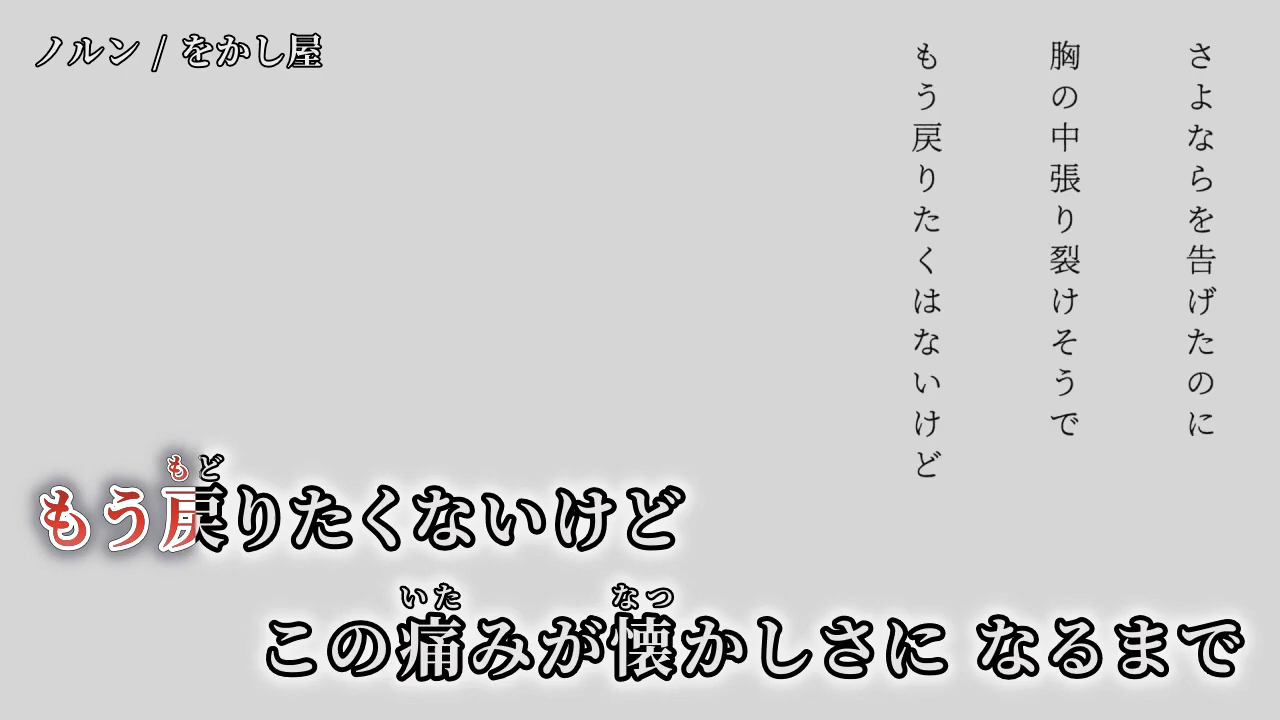 ノルン / をかし屋
さよならを告げたのに
胸の中張り裂けそうで
もう戻りたくはないけど
もど
もう戻りたくないけど
いた なつ
この痛みが懐かしさに なるまで